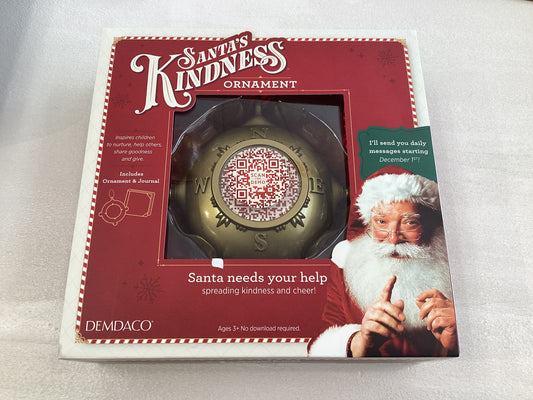 SANTA'S
KINDNESS
ORNAMENT
Inspires children
to nurture, help others,
share goodness
and give.
Includes
Ornament & Journal
I'll send you daily
messages starting
December 1ST!
N
W E
S
SCAN
DEMO
Santa needs your help
spreading kindness and cheer!
DEMDACO
Ages 3+ No download required.